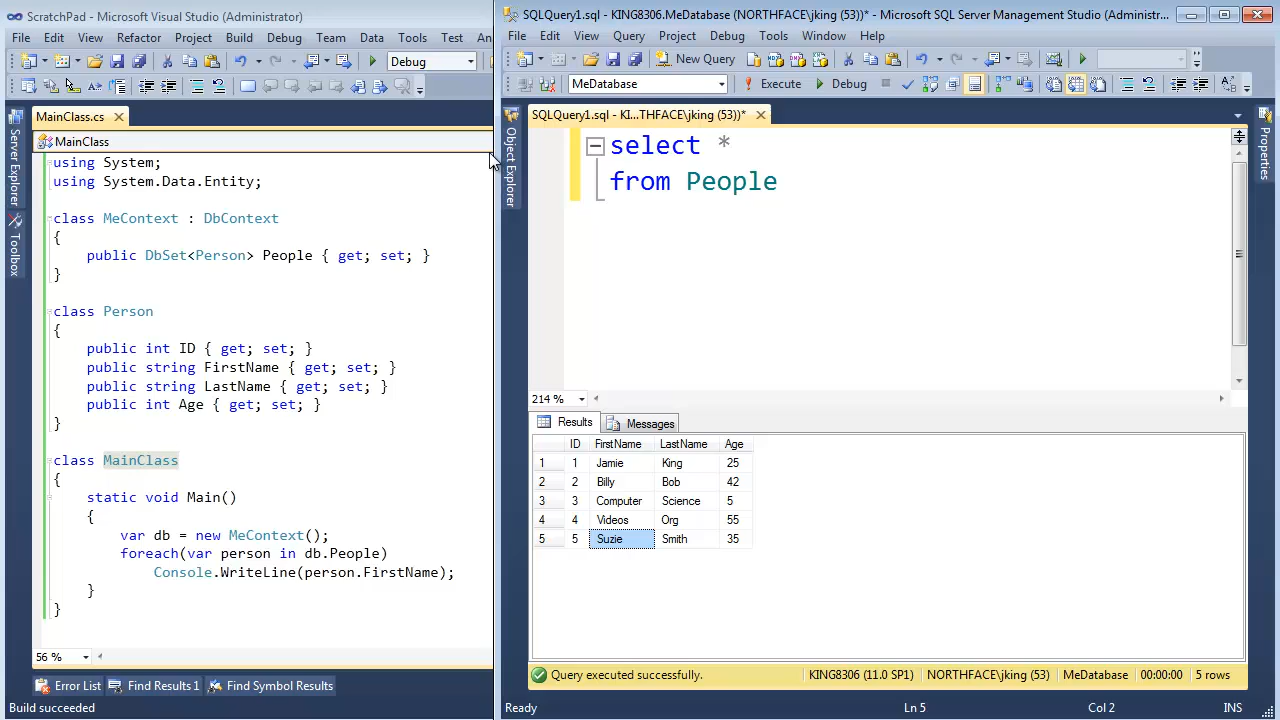 ScratchPad - Microsoft Visual Studio (Administrator)
File Edit View Refactor Project Build Debug Team Data Tools Test An
Debug
MainClass.cs
MainClass
Server Explorer
Toolbox
using System;
using System.Data.Entity;
class MeContext : DbContext
{
public DbSet<Person> People { get; set; }
}
class Person
{
public int ID { get; set; }
public string FirstName { get; set; }
public string LastName { get; set; }
public int Age { get; set; }
}
class MainClass
{
static void Main()
{
var db = new MeContext();
foreach(var person in db.People)
Console.WriteLine(person.FirstName);
}
}
56 %
Error List Find Results 1 Find Symbol Results
Build succeeded
SQLQuery1.sql - KING8306.MeDatabase (NORTHFACE\jking (53))* - Microsoft SQL Server Management Studio (Administr...
File Edit View Query Project Debug Tools Window Help
New Query
MeDatabase Execute Debug
SQLQuery1.sql - KI...THFACE\jking (53))*
Object Explorer
Properties
select *
from People
214 %
Results Messages
ID FirstName LastName Age
1 1 Jamie King 25
2 2 Billy Bob 42
3 3 Computer Science 5
4 4 Videos Org 55
5 5 Suzie Smith 35
Query executed successfully. KING8306 (11.0 SP1) NORTHFACE\jking (53) MeDatabase 00:00:00 5 rows
Ready Ln 5 Col 2 INS